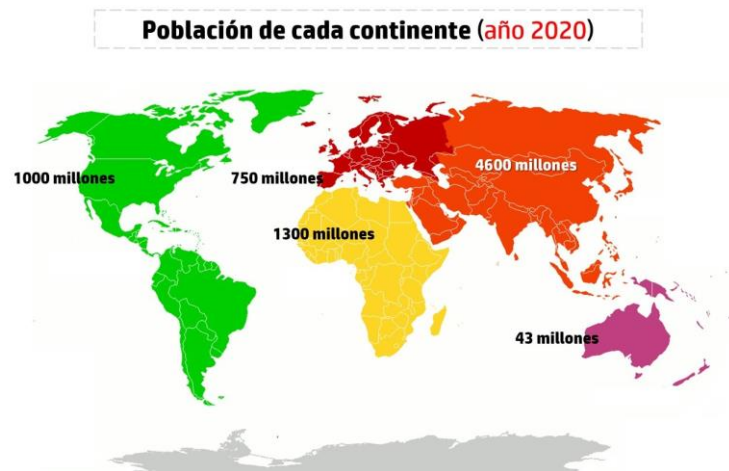 Población de cada continente (año 2020)
1000 millones
750 millones
4600 millones
1300 millones
43 millones